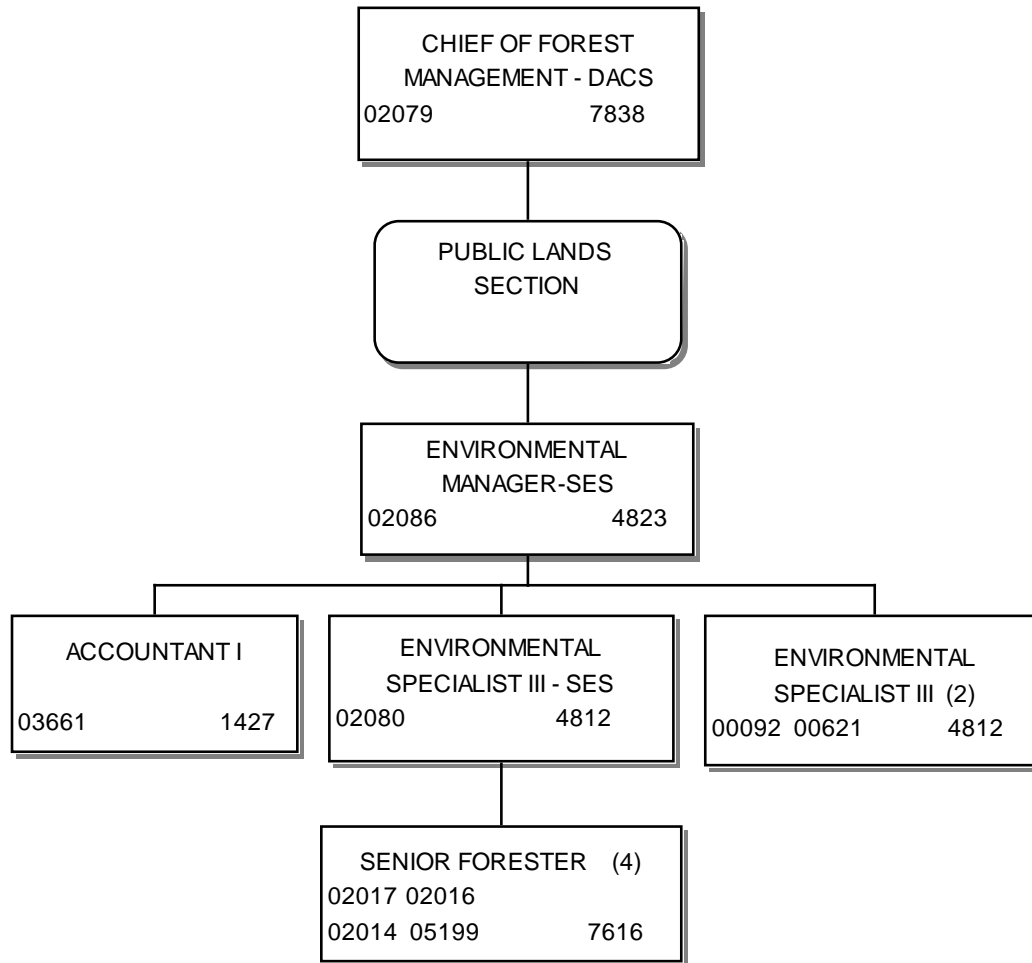 CHIEF OF FOREST
MANAGEMENT - DACS
02079 7838
PUBLIC LANDS
SECTION
ENVIRONMENTAL
MANAGER-SES
02086 4823
ACCOUNTANT I
03661 1427
ENVIRONMENTAL
SPECIALIST III - SES
02080 4812
ENVIRONMENTAL
SPECIALIST III (2)
00092 00621 4812
SENIOR FORESTER (4)
02017 02016
02014 05199 7616